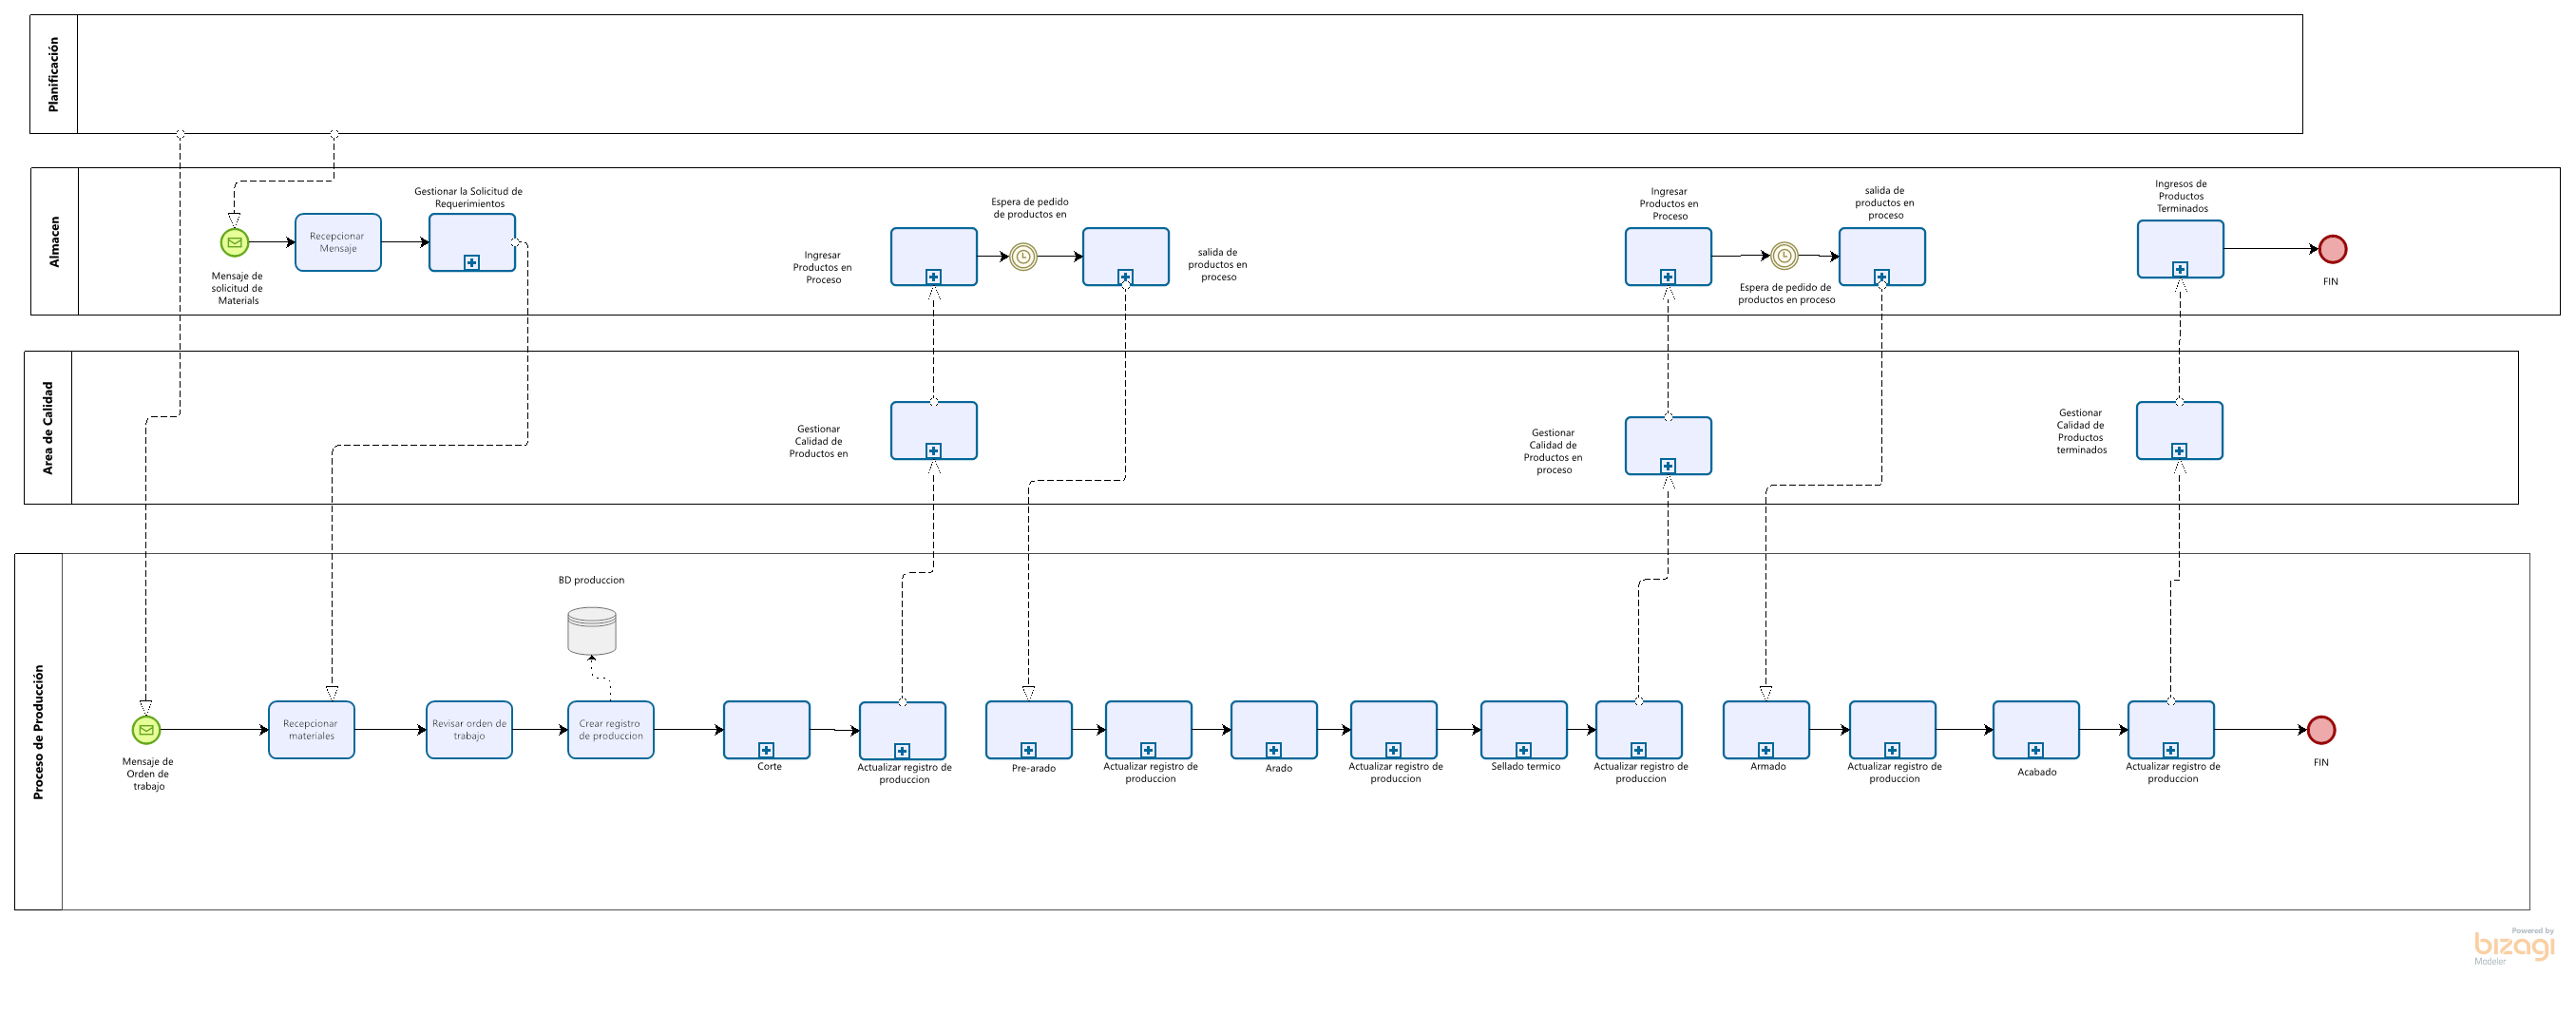 Planificación
Almacen
Mensaje de
solicitud de
Materials
Recepcionar
Mensaje
Gestionar la Solicitud de
Requerimientos
Ingresar
Productos en
Proceso
Espera de pedido
de productos en
salida de
productos en
proceso
Ingresar
Productos en
Proceso
Espera de pedido de
productos en proceso
salida de
productos en
proceso
Ingresos de
Productos
Terminados
FIN
Area de Calidad
Gestionar
Calidad de
Productos en
Gestionar
Calidad de
Productos en
proceso
Gestionar
Calidad de
Productos
terminados
Proceso de Producción
BD produccion
Mensaje de
Orden de
trabajo
Recepcionar
materiales
Revisar orden de
trabajo
Crear registro
de produccion
Corte
Actualizar registro de
produccion
Pre-arado
Actualizar registro de
produccion
Arado
Actualizar registro de
produccion
Sellado termico
Actualizar registro de
produccion
Armado
Actualizar registro de
produccion
Acabado
Actualizar registro de
produccion
FIN
Powered by
bizagi
Modeler